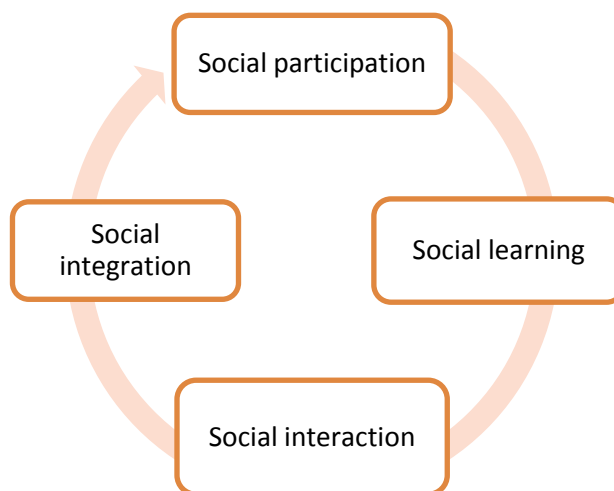 Social participation
Social learning
Social interaction
Social
integration